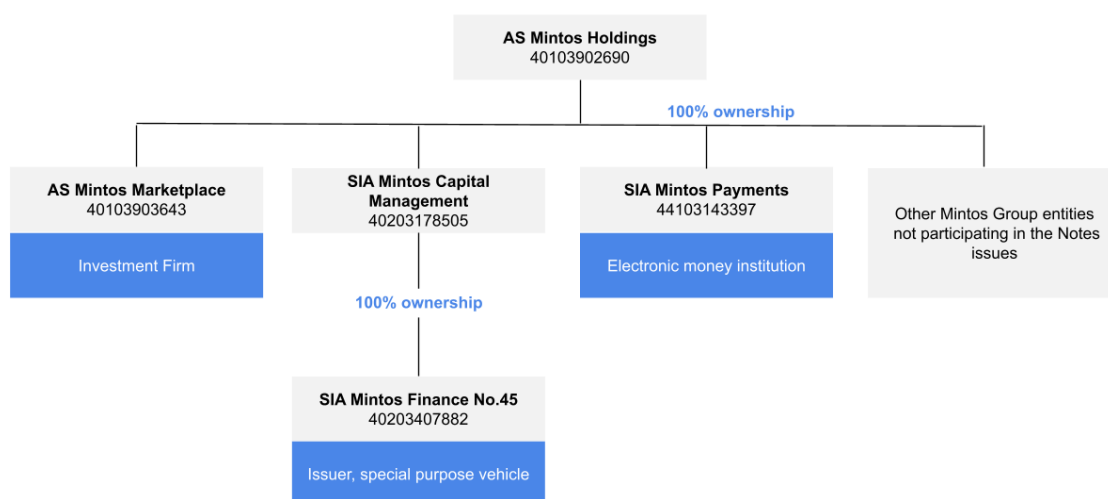 AS Mintos Holdings
40103902690
100% ownership
AS Mintos Marketplace
40103903643
Investment Firm
SIA Mintos Capital
Management
40203178505
SIA Mintos Payments
44103143397
Electronic money institution
Other Mintos Group entities
not participating in the Notes
issues
100% ownership
SIA Mintos Finance No.45
40203407882
Issuer, special purpose vehicle